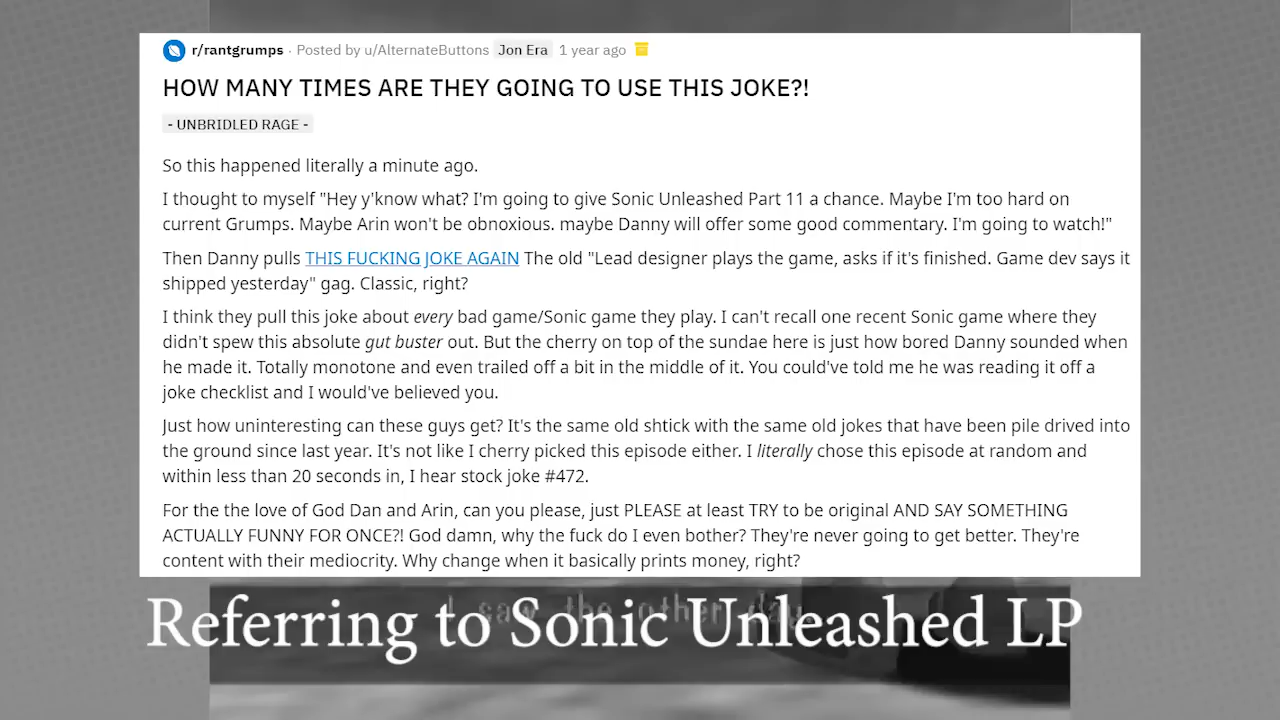 r/rantgrumps · Posted by u/AlternateButtons Jon Era 1 year ago
HOW MANY TIMES ARE THEY GOING TO USE THIS JOKE?!
- UNBRIDLED RAGE -
So this happened literally a minute ago.
I thought to myself "Hey y'know what? I'm going to give Sonic Unleashed Part 11 a chance. Maybe I'm too hard on
current Grumps. Maybe Arin won't be obnoxious. maybe Danny will offer some good commentary. I'm going to watch!"
Then Danny pulls THIS FUCKING JOKE AGAIN The old "Lead designer plays the game, asks if it's finished. Game dev says it
shipped yesterday" gag. Classic, right?
I think they pull this joke about every bad game/Sonic game they play. I can't recall one recent Sonic game where they
didn't spew this absolute gut buster out. But the cherry on top of the sundae here is just how bored Danny sounded when
he made it. Totally monotone and even trailed off a bit in the middle of it. You could've told me he was reading it off a
joke checklist and I would've believed you.
Just how uninteresting can these guys get? It's the same old shtick with the same old jokes that have been pile drived into
the ground since last year. It's not like I cherry picked this episode either. I literally chose this episode at random and
within less than 20 seconds in, I hear stock joke #472.
For the the love of God Dan and Arin, can you please, just PLEASE at least TRY to be original AND SAY SOMETHING
ACTUALLY FUNNY FOR ONCE?! God damn, why the fuck do I even bother? They're never going to get better. They're
content with their mediocrity. Why change when it basically prints money, right?
I saw the other day.
Referring to Sonic Unleashed LP